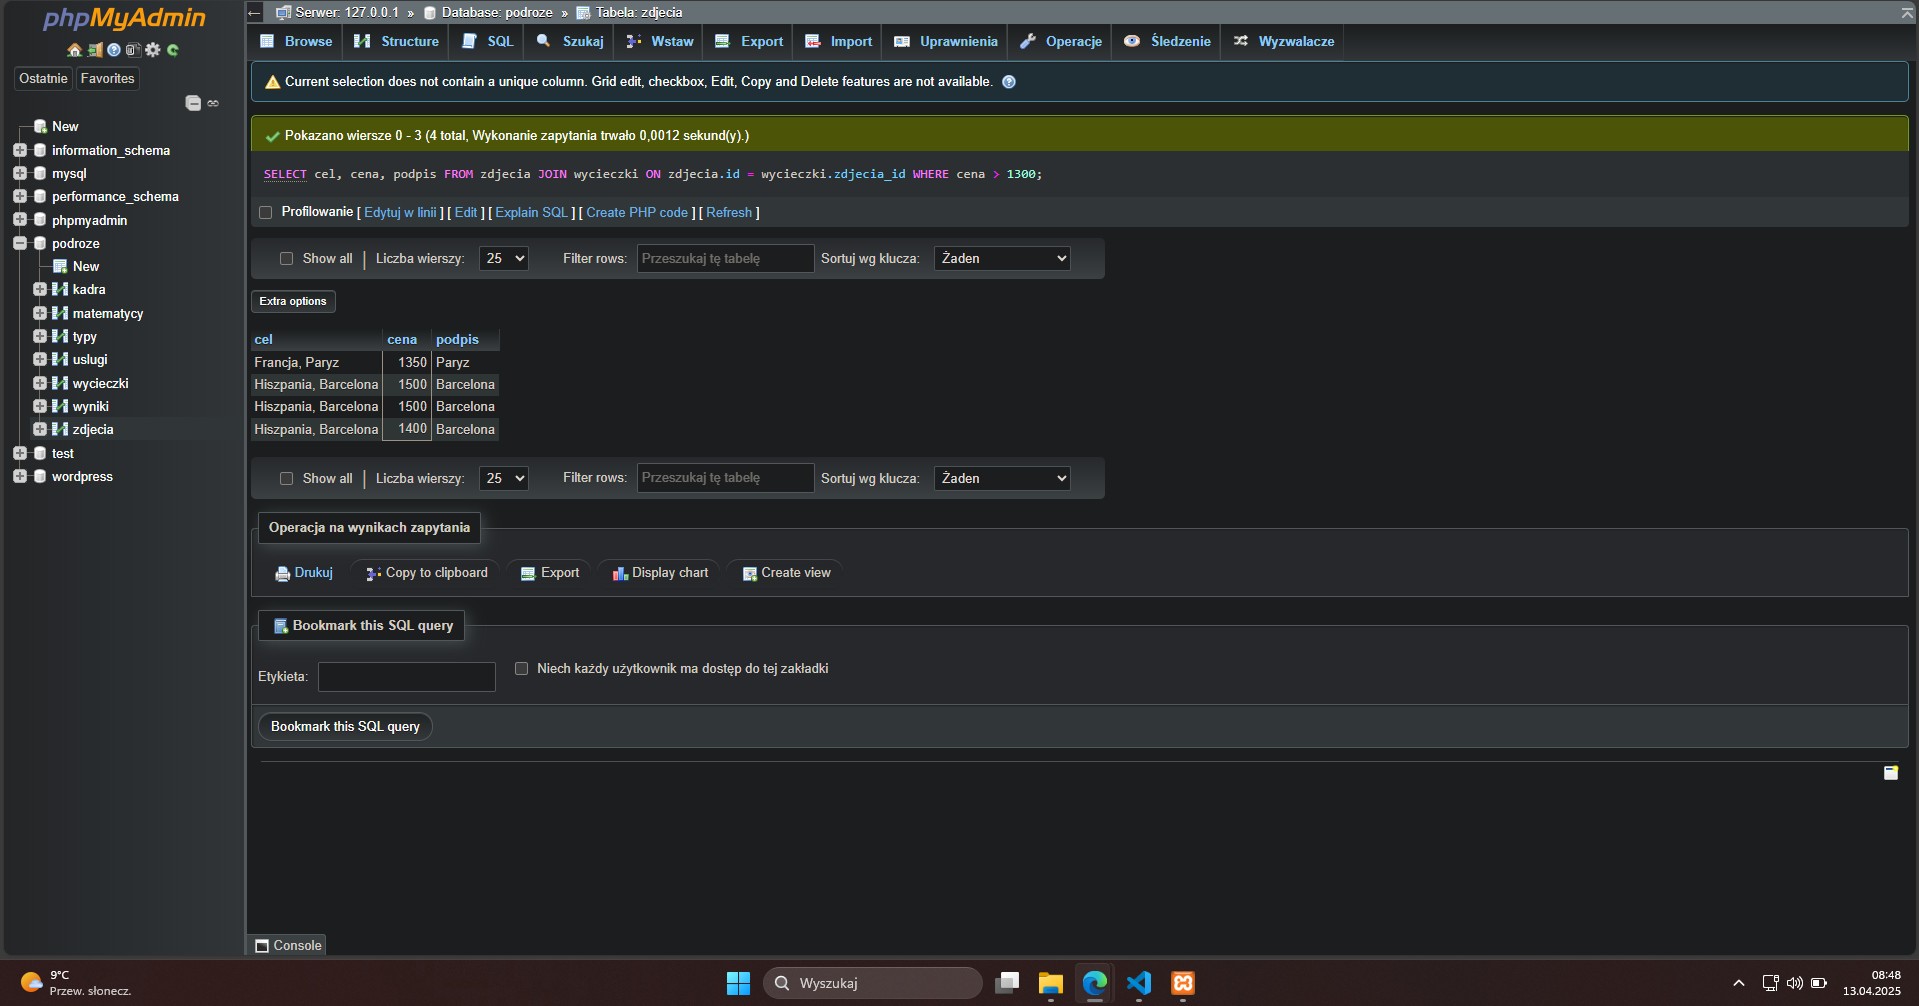 phpMyAdmin
Ostatnie Favorites
New
information_schema
mysql
performance_schema
phpmyadmin
podroze
New
kadra
matematycy
typy
uslugi
wycieczki
wyniki
zdjecia
test
wordpress
Serwer: 127.0.0.1 » Database: podroze » Tabela: zdjecia
Browse Structure SQL Szukaj Wstaw Export Import Uprawnienia Operacje Śledzenie Wyzwalacze
Current selection does not contain a unique column. Grid edit, checkbox, Edit, Copy and Delete features are not available.
Pokazano wiersze 0 - 3 (4 total, Wykonanie zapytania trwało 0,0012 sekund(y).)
SELECT cel, cena, podpis FROM zdjecia JOIN wycieczki ON zdjecia.id = wycieczki.zdjecia_id WHERE cena > 1300;
Profilowanie [ Edytuj w linii ] [ Edit ] [ Explain SQL ] [ Create PHP code ] [ Refresh ]
Show all | Liczba wierszy: 25 Filter rows: Przeszukaj tę tabelę Sortuj wg klucza: Żaden
Extra options
cel cena podpis
Francja, Paryz 1350 Paryz
Hiszpania, Barcelona 1500 Barcelona
Hiszpania, Barcelona 1500 Barcelona
Hiszpania, Barcelona 1400 Barcelona
Show all | Liczba wierszy: 25 Filter rows: Przeszukaj tę tabelę Sortuj wg klucza: Żaden
Operacja na wynikach zapytania
Drukuj Copy to clipboard Export Display chart Create view
Bookmark this SQL query
Etykieta: Niech każdy użytkownik ma dostęp do tej zakładki
Bookmark this SQL query
Console
9°C
Przew. słonecz.
Wyszukaj
08:48
13.04.2025